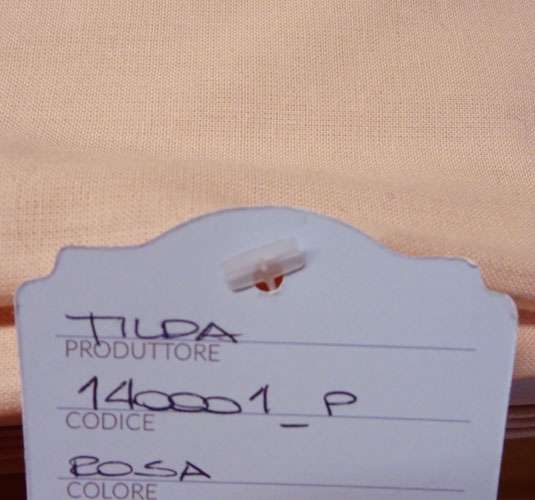 TILDA
PRODUTTORE
140001_P
CODICE
ROSA
COLORE